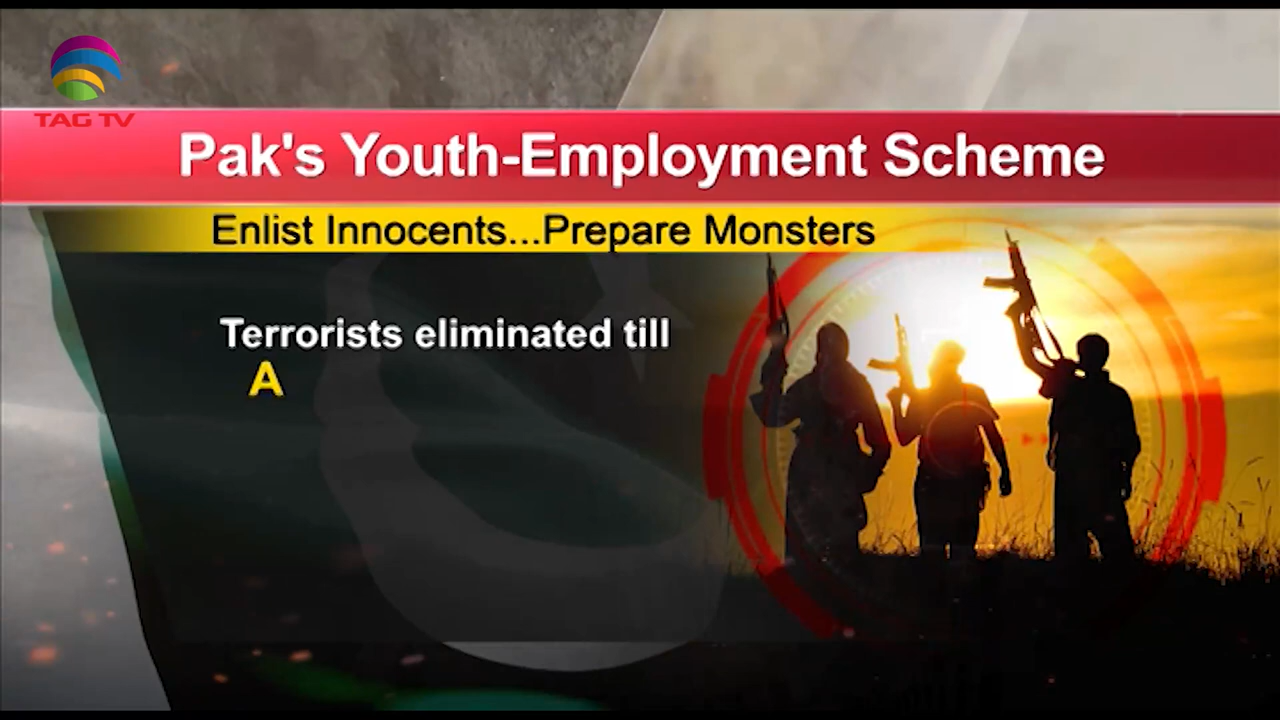 TAG TV
Pak's Youth-Employment Scheme
Enlist Innocents...Prepare Monsters
Terrorists eliminated till
A